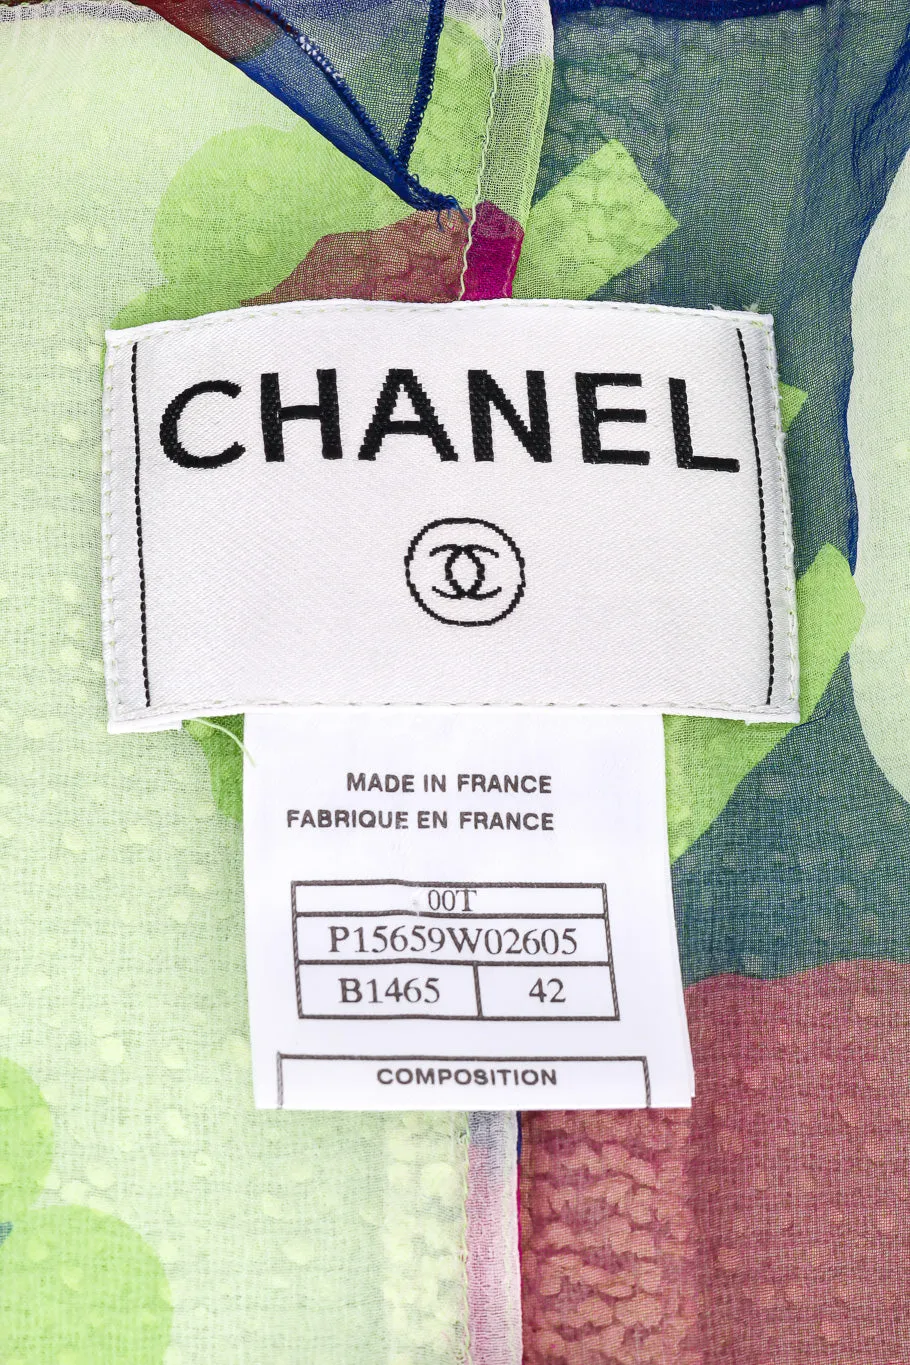 CHANEL
MADE IN FRANCE
FABRIQUE EN FRANCE
00T
P15659W02605
B1465 42
COMPOSITION